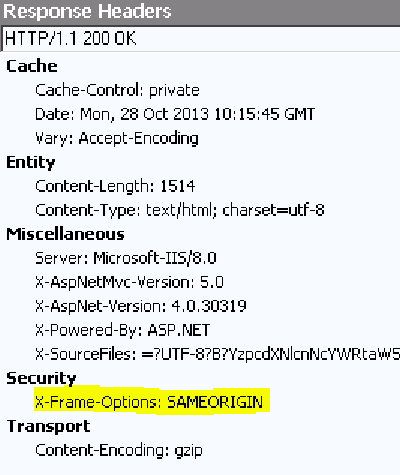 Response Headers
HTTP/1.1 200 OK
Cache
Cache-Control: private
Date: Mon, 28 Oct 2013 10:15:45 GMT
Vary: Accept-Encoding
Entity
Content-Length: 1514
Content-Type: text/html; charset=utf-8
Miscellaneous
Server: Microsoft-IIS/8.0
X-AspNetMvc-Version: 5.0
X-AspNet-Version: 4.0.30319
X-Powered-By: ASP.NET
X-SourceFiles: =?UTF-8?B?YzpcdXNlcnNcYWRtaW5
Security
X-Frame-Options: SAMEORIGIN
Transport
Content-Encoding: gzip